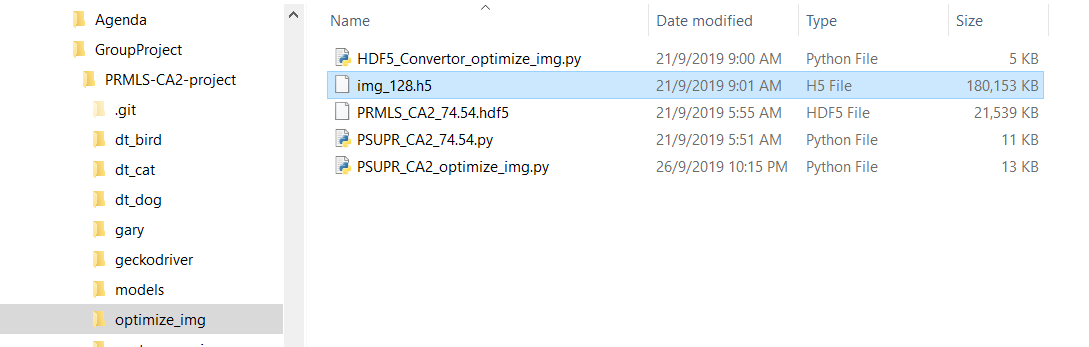 Agenda
GroupProject
PRMLS-CA2-project
.git
dt_bird
dt_cat
dt_dog
gary
geckodriver
models
optimize_img
Name Date modified Type Size
HDF5_Convertor_optimize_img.py 21/9/2019 9:00 AM Python File 5 KB
img_128.h5 21/9/2019 9:01 AM H5 File 180,153 KB
PRMLS_CA2_74.54.hdf5 21/9/2019 5:55 AM HDF5 File 21,539 KB
PSUPR_CA2_74.54.py 21/9/2019 5:51 AM Python File 11 KB
PSUPR_CA2_optimize_img.py 26/9/2019 10:15 PM Python File 13 KB